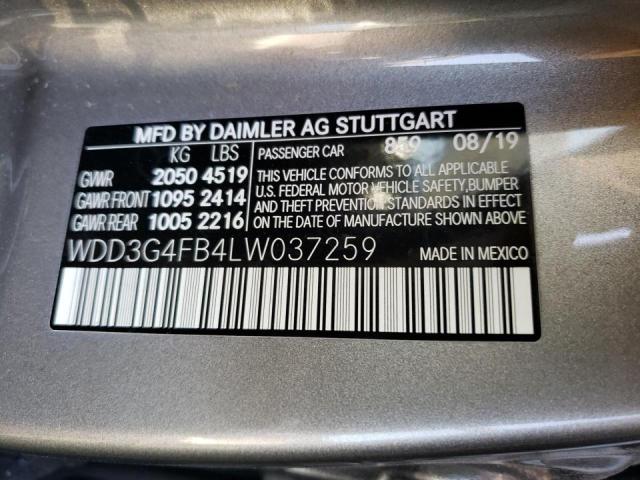 MFD BY DAIMLER AG STUTTGART
KG LBS PASSENGER CAR 859 08/19
GVWR 2050 4519
GAWR FRONT 1095 2414
GAWR REAR 1005 2216
THIS VEHICLE CONFORMS TO ALL APPLICABLE
U.S. FEDERAL MOTOR VEHICLE SAFETY, BUMPER
AND THEFT PREVENTION STANDARDS IN EFFECT
ON THE DATE OF MANUFACTURE SHOWN ABOVE.
WDD3G4FB4LW037259 MADE IN MEXICO